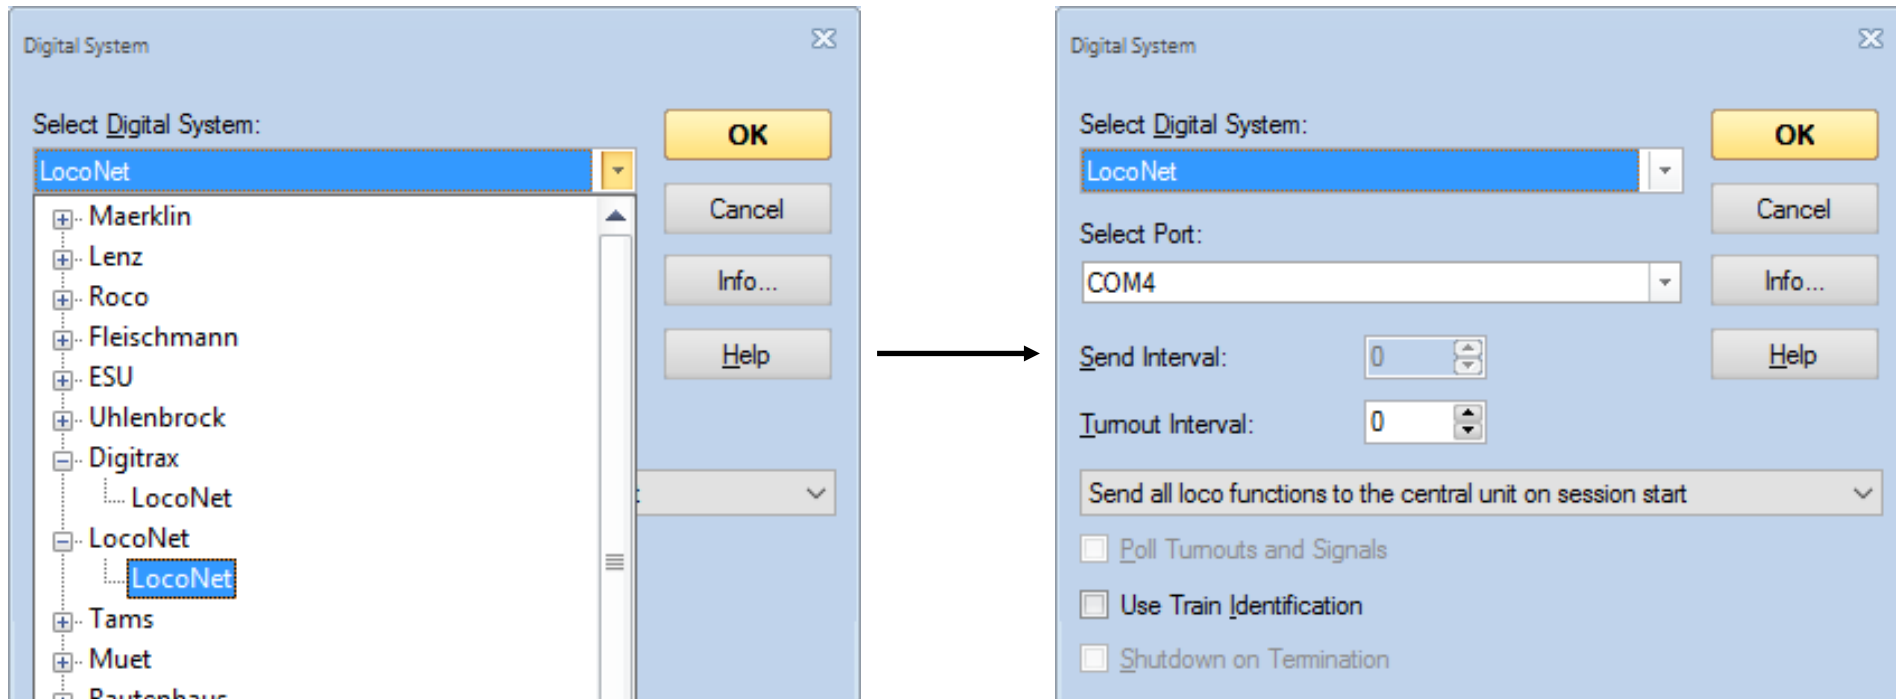 Digital System
Select Digital System:
LocoNet
Maerklin
Lenz
Roco
Fleischmann
ESU
Uhlenbrock
Digitrax
LocoNet
LocoNet
LocoNet
Tams
Muet
OK
Cancel
Info...
Help
Digital System
Select Digital System:
LocoNet
Select Port:
COM4
Send Interval: 0
Turnout Interval: 0
Send all loco functions to the central unit on session start
Poll Turnouts and Signals
Use Train Identification
Shutdown on Termination
OK
Cancel
Info...
Help